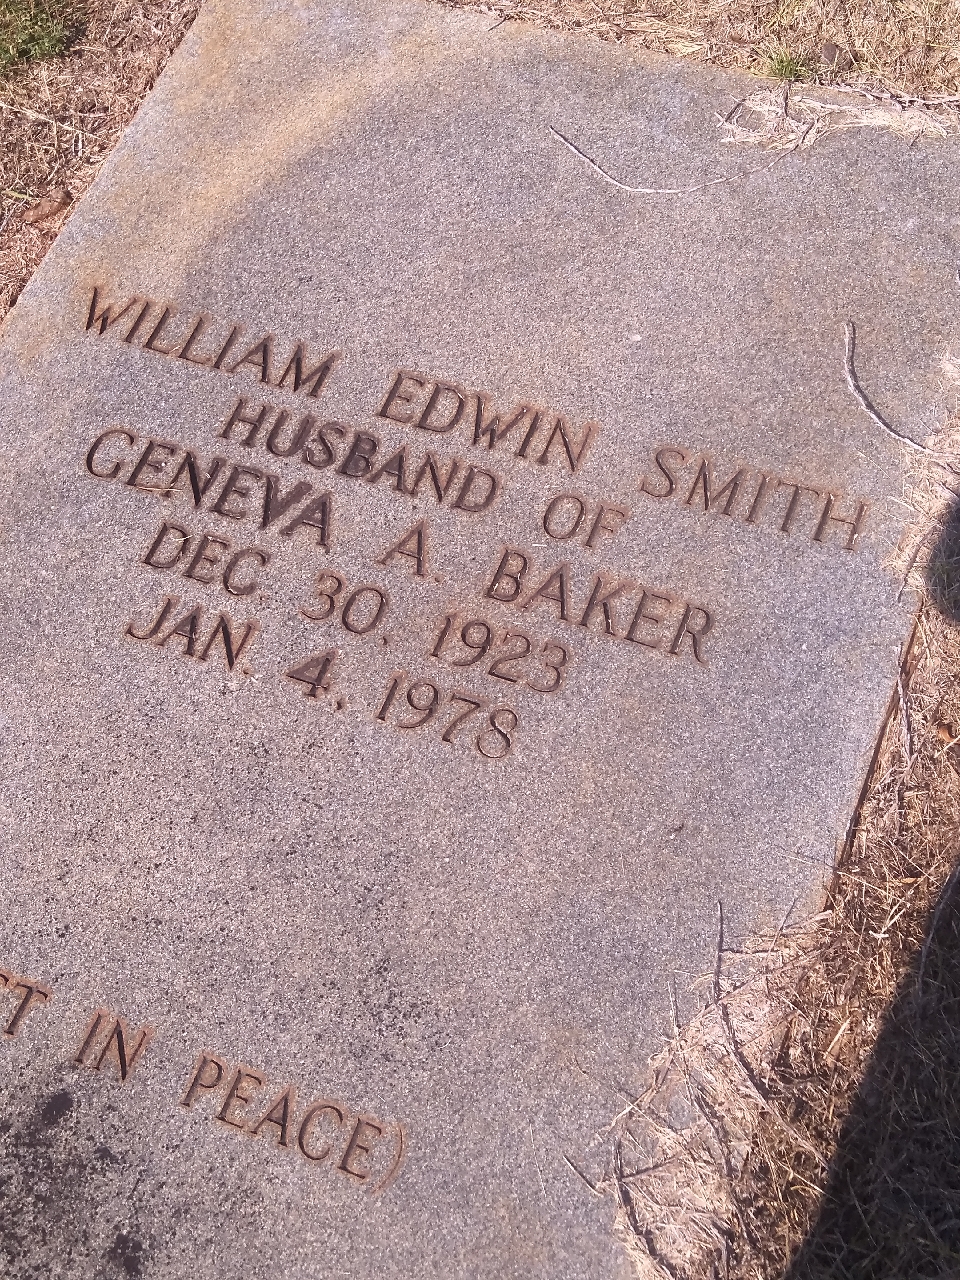 WILLIAM EDWIN SMITH
HUSBAND OF
GENEVA A. BAKER
DEC. 30, 1923
JAN. 4, 1978
IN PEACE)